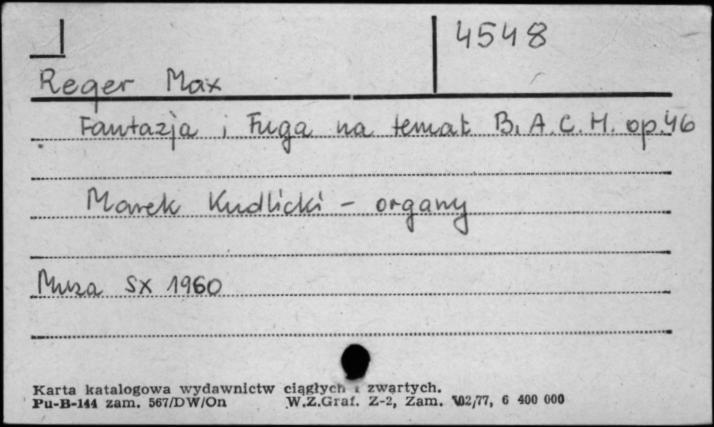 4548
Reger Max
Fantazja i Fuga na temat B.A.C.H. op.46
Marek Kudlicki - organy
Muza SX 1960
Karta katalogowa wydawnictw ciągłych i zwartych.
Pu-B-144 zam. 567/DW/On W.Z.Graf. Z-2, Zam. 102/77, 6 400 000